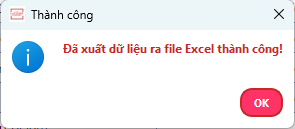 Thành công
Đã xuất dữ liệu ra file Excel thành công!
OK